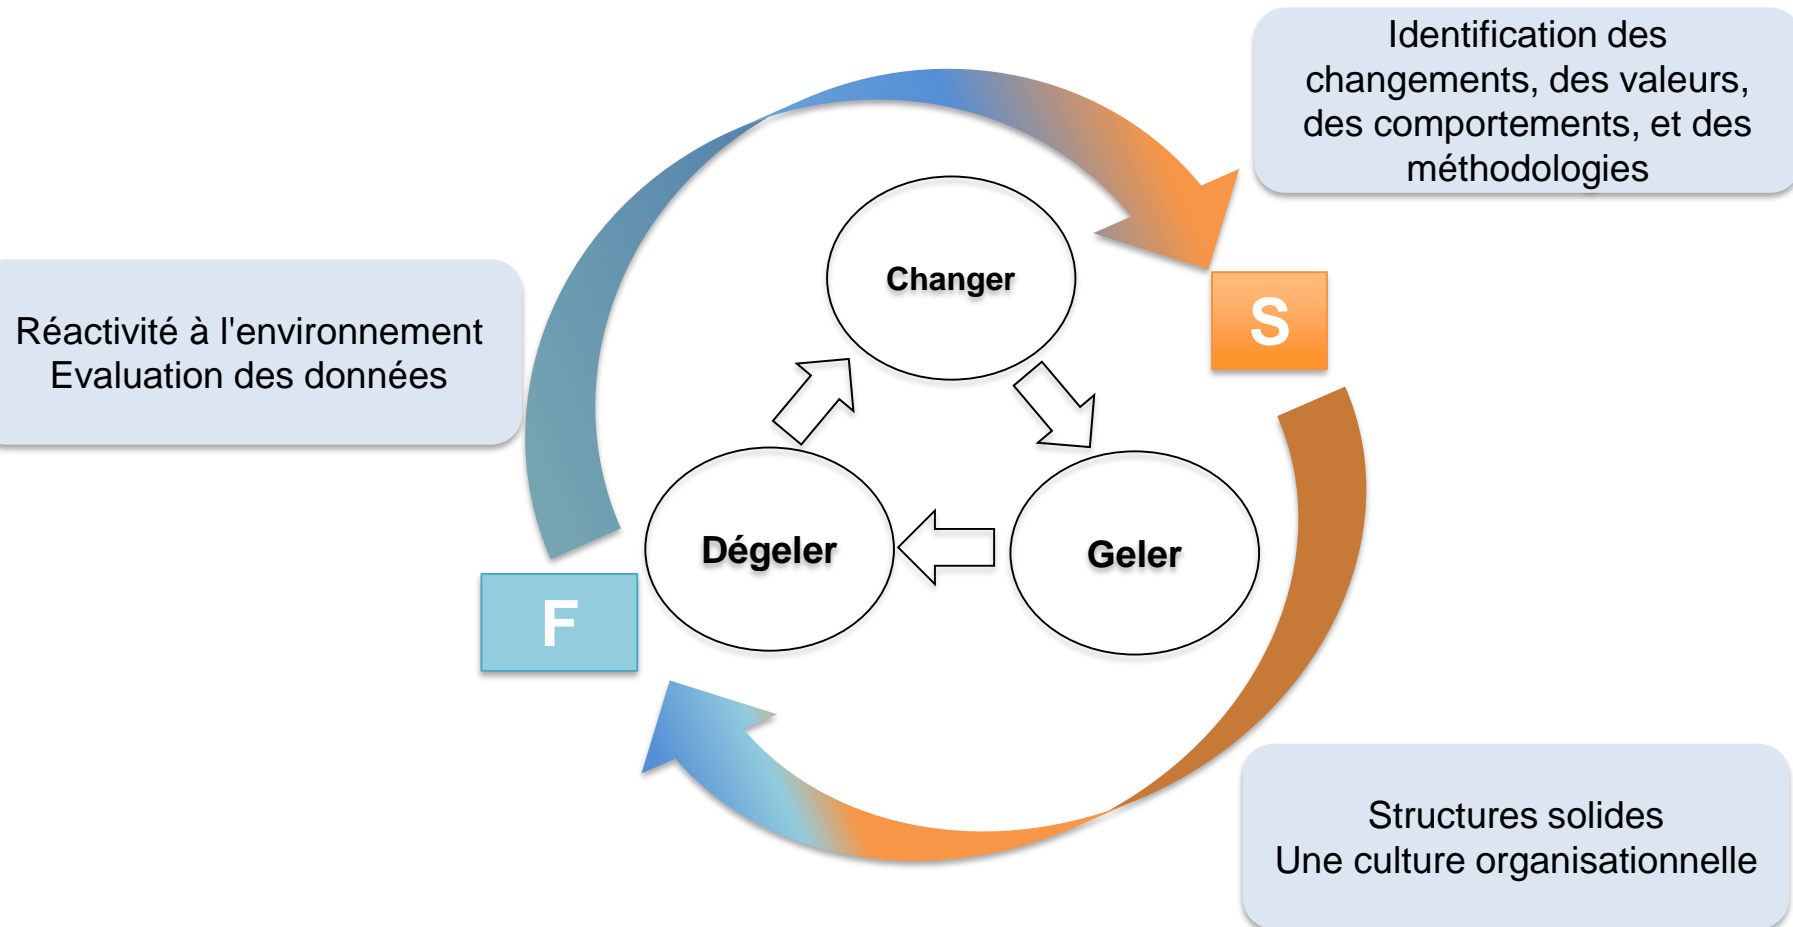 Identification des
changements, des valeurs,
des comportements, et des
méthodologies
Changer
S
Réactivité à l'environnement
Evaluation des données
Dégeler
Geler
F
Structures solides
Une culture organisationnelle